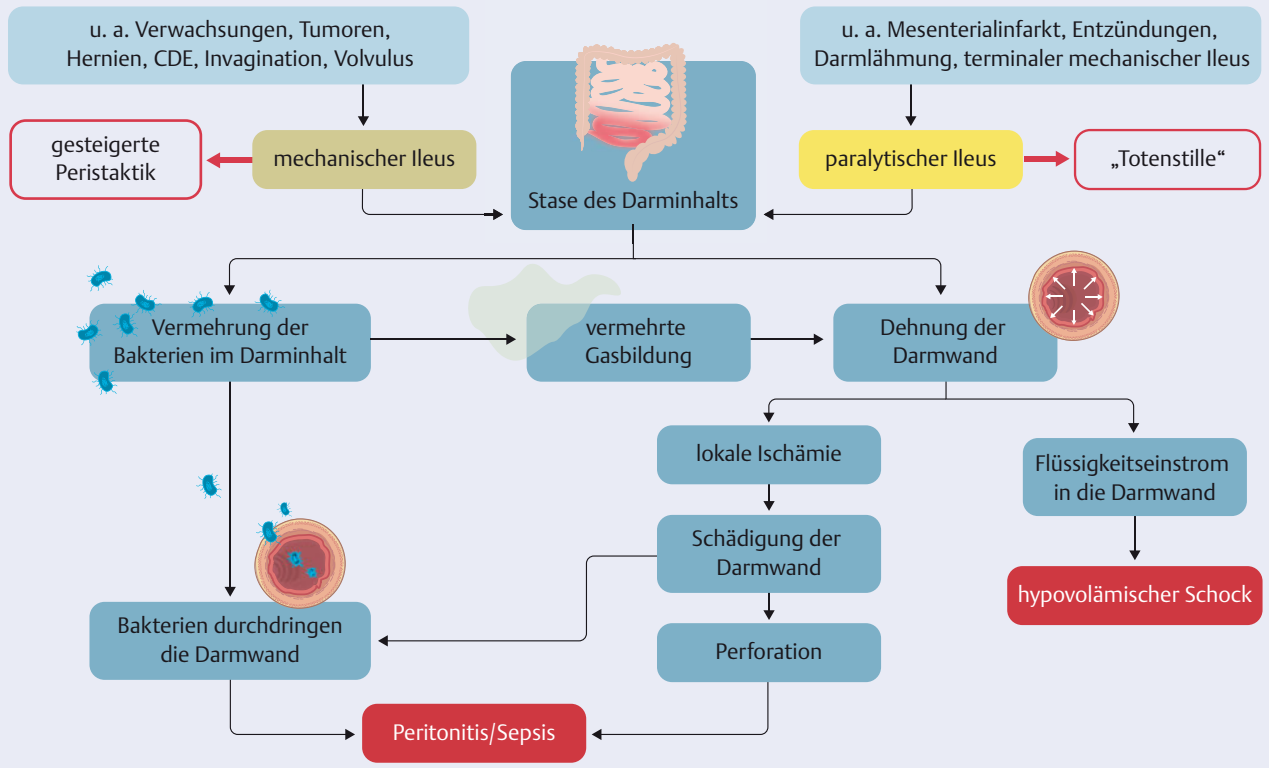 u. a. Verwachsungen, Tumoren,
Hernien, CDE, Invagination, Volvulus
u. a. Mesenterialinfarkt, Entzündungen,
Darmlähmung, terminaler mechanischer Ileus
gesteigerte
Peristaktik
mechanischer Ileus
Stase des Darminhalts
paralytischer Ileus
„Totenstille“
Vermehrung der
Bakterien im Darminhalt
vermehrte
Gasbildung
Dehnung der
Darmwand
lokale Ischämie
Flüssigkeitseinstrom
in die Darmwand
Schädigung der
Darmwand
hypovolämischer Schock
Bakterien durchdringen
die Darmwand
Perforation
Peritonitis/Sepsis